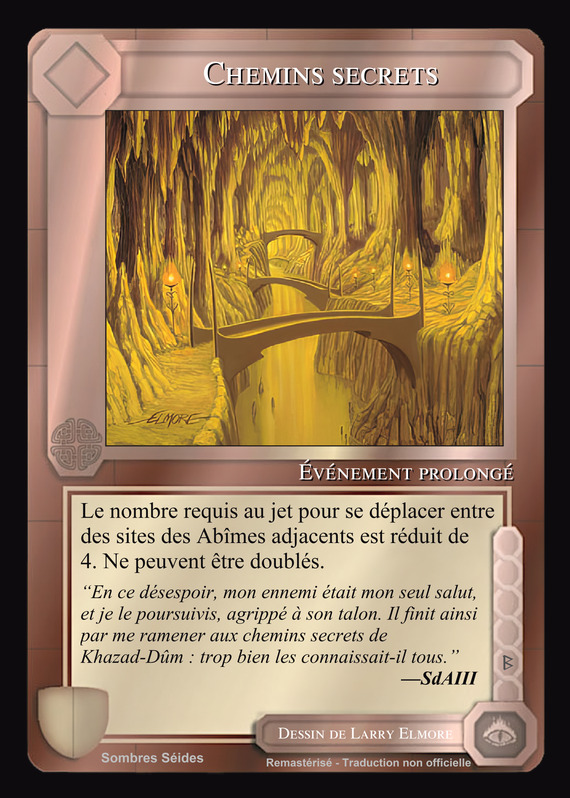 Chemins secrets
ELMORE
Événement prolongé
Le nombre requis au jet pour se déplacer entre
des sites des Abîmes adjacents est réduit de
4. Ne peuvent être doublés.
“En ce désespoir, mon ennemi était mon seul salut,
et je le poursuivis, agrippé à son talon. Il finit ainsi
par me ramener aux chemins secrets de
Khazad-Dûm : trop bien les connaissait-il tous.”
—SdAIII
ᛒ
Dessin de Larry Elmore
Sombres Séides
Remastérisé - Traduction non officielle